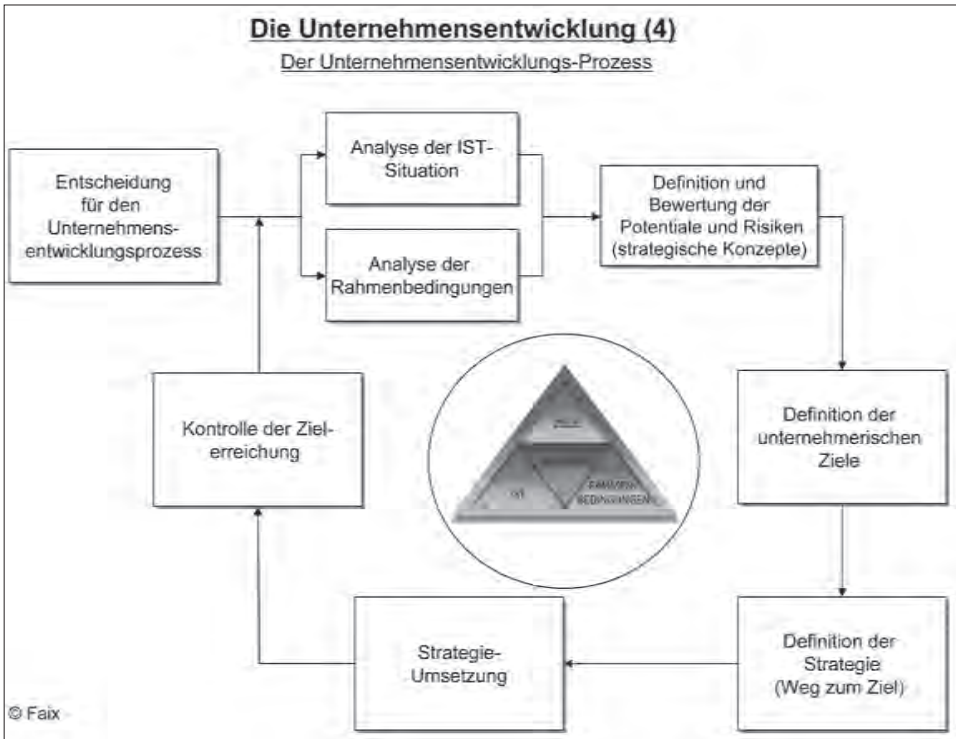 Die Unternehmensentwicklung (4)
Der Unternehmensentwicklungs-Prozess
Entscheidung
für den
Unternehmens-
entwicklungsprozess
Analyse der IST-
Situation
Analyse der
Rahmenbedingungen
Definition und
Bewertung der
Potentiale und Risiken
(strategische Konzepte)
Definition der
unternehmerischen
Ziele
Definition der
Strategie
(Weg zum Ziel)
Strategie-
Umsetzung
Kontrolle der Ziel-
erreichung
ZIELE
IST
RAHMEN-
BEDINGUNGEN
© Faix